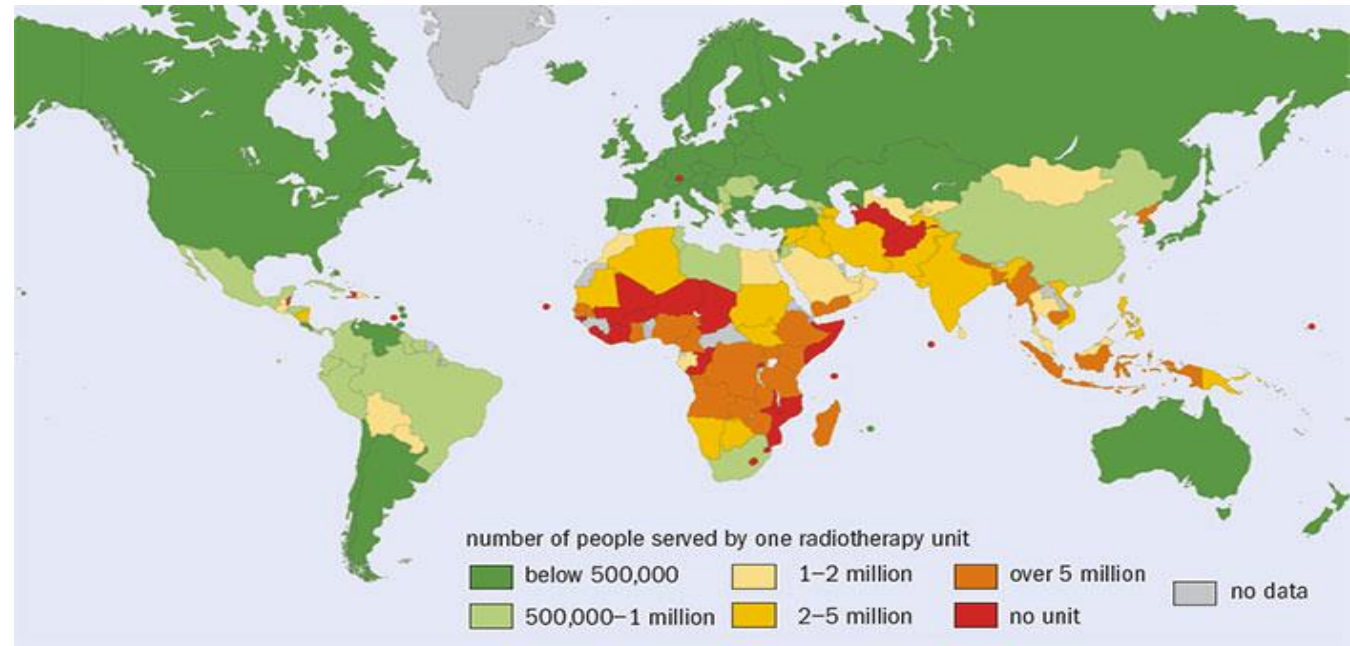 number of people served by one radiotherapy unit
below 500,000
500,000–1 million
1–2 million
2–5 million
over 5 million
no unit
no data